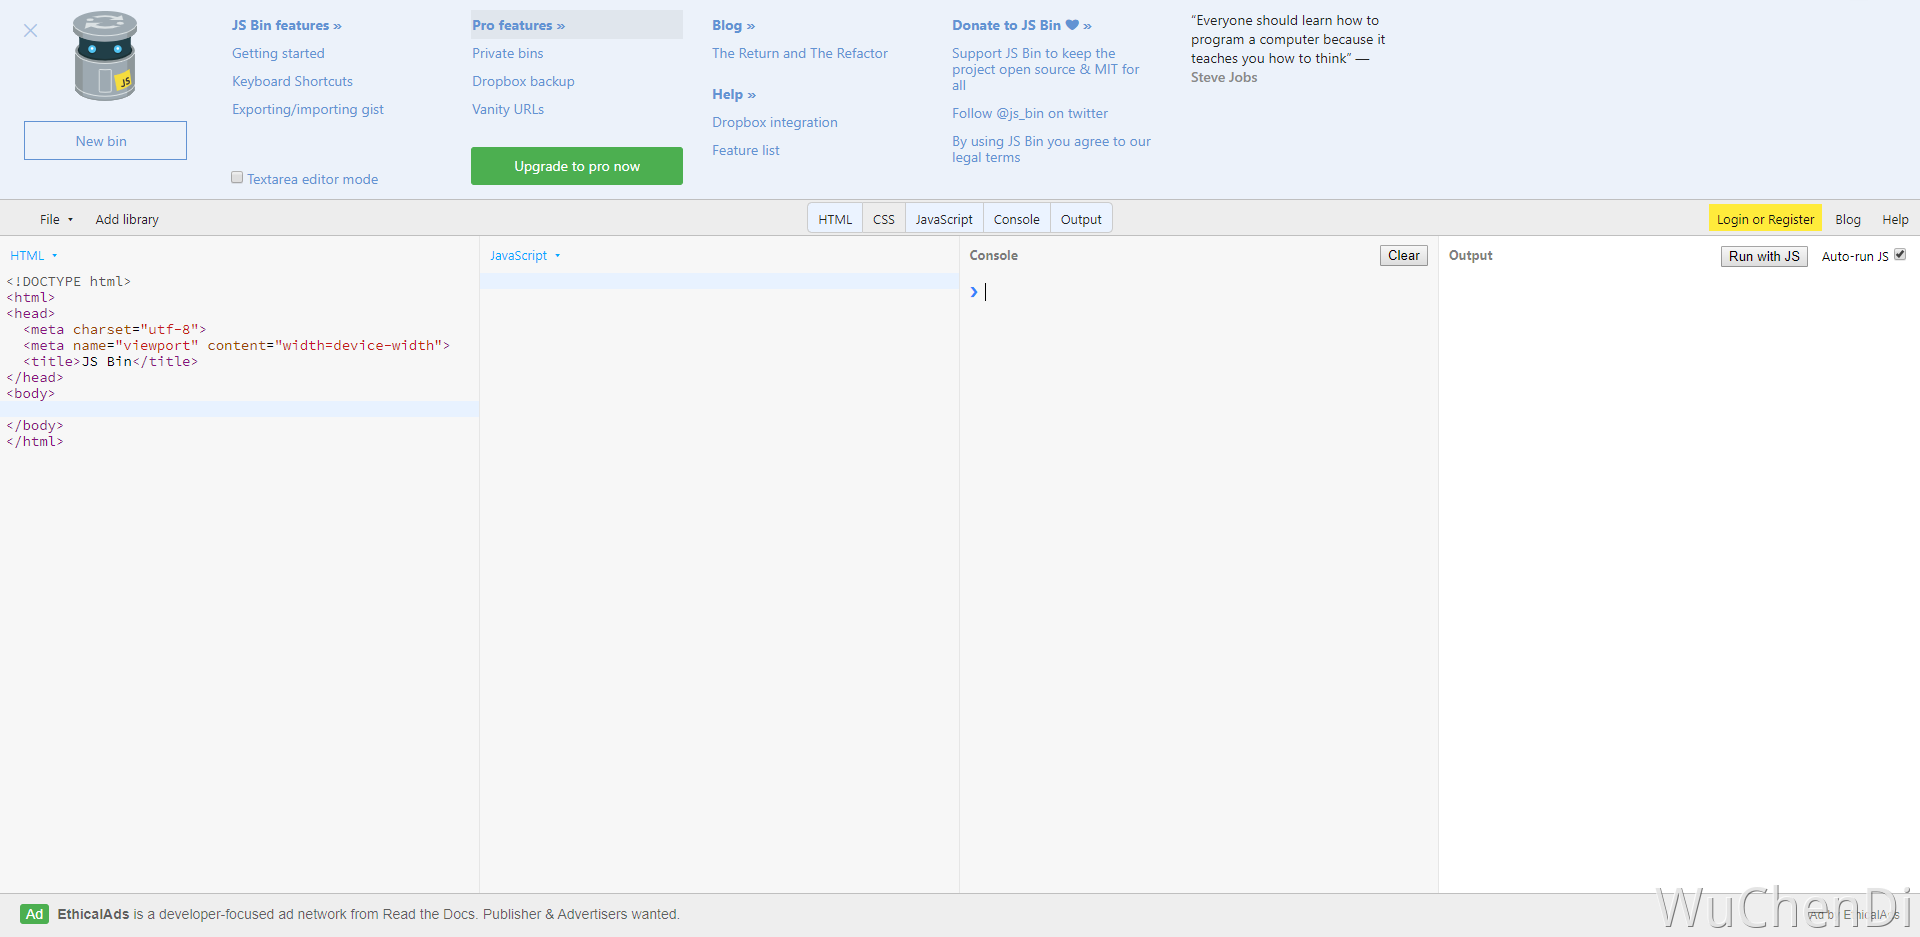 JS Bin features »
Getting started
Keyboard Shortcuts
Exporting/importing gist
Textarea editor mode
JS
New bin
Pro features »
Private bins
Dropbox backup
Vanity URLs
Upgrade to pro now
Blog »
The Return and The Refactor
Help »
Dropbox integration
Feature list
Donate to JS Bin ♥ »
Support JS Bin to keep the
project open source & MIT for
all
Follow @js_bin on twitter
By using JS Bin you agree to our
legal terms
“Everyone should learn how to
program a computer because it
teaches you how to think” —
Steve Jobs
File ▾ Add library HTML CSS JavaScript Console Output Login or Register Blog Help
HTML ▾
<!DOCTYPE html>
<html>
<head>
  <meta charset="utf-8">
  <meta name="viewport" content="width=device-width">
  <title>JS Bin</title>
</head>
<body>
</body>
</html>
JavaScript ▾
Console Clear
❯
Output Run with JS Auto-run JS
Ad EthicalAds is a developer-focused ad network from Read the Docs. Publisher & Advertisers wanted.
Ad by EthicalAds
WuChenDi